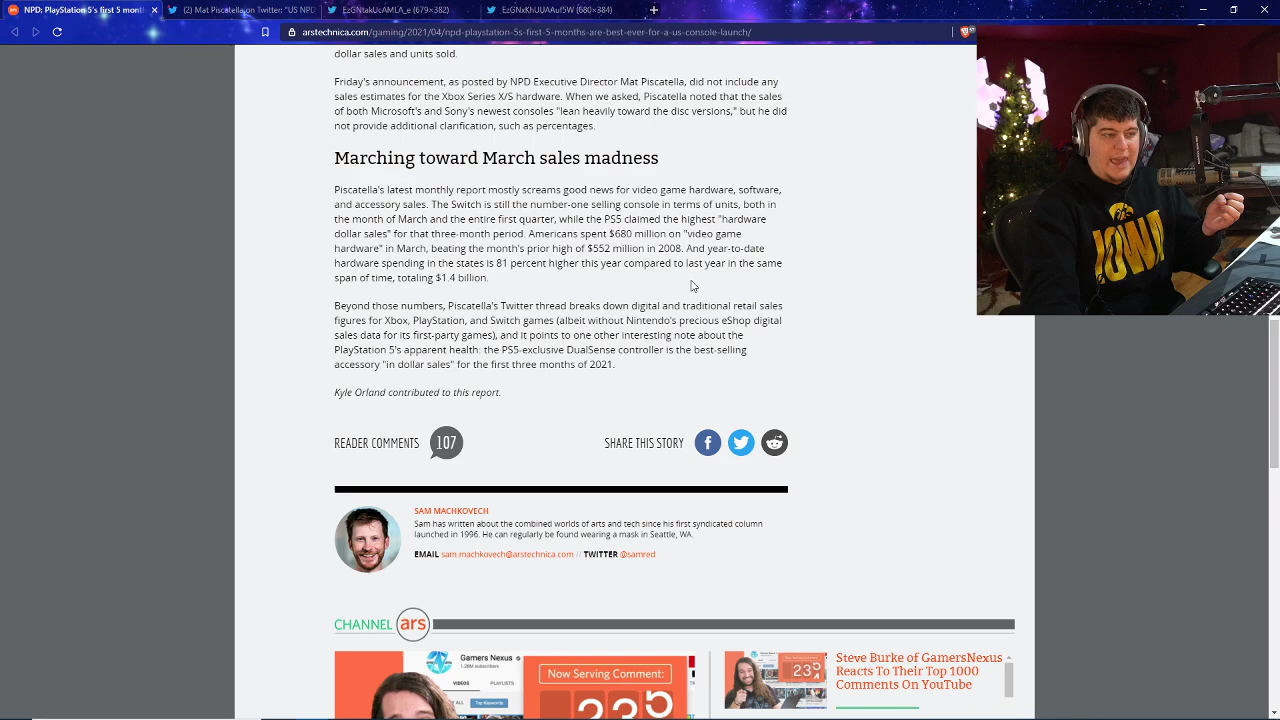 NPD: PlayStation 5's first 5 month
(2) Mat Piscatella on Twitter: "US NPD
EzGNtakUcAMLA_e (679×382)
EzGNxKhUUAAuf5W (680×384)
arstechnica.com/gaming/2021/04/npd-playstation-5s-first-5-months-are-best-ever-for-a-us-console-launch/
dollar sales and units sold.
Friday's announcement, as posted by NPD Executive Director Mat Piscatella, did not include any
sales estimates for the Xbox Series X/S hardware. When we asked, Piscatella noted that the sales
of both Microsoft's and Sony's newest consoles "lean heavily toward the disc versions," but he did
not provide additional clarification, such as percentages.
Marching toward March sales madness
Piscatella's latest monthly report mostly screams good news for video game hardware, software,
and accessory sales. The Switch is still the number-one selling console in terms of units, both in
the month of March and the entire first quarter, while the PS5 claimed the highest "hardware
dollar sales" for that three-month period. Americans spent $680 million on "video game
hardware" in March, beating the month's prior high of $552 million in 2008. And year-to-date
hardware spending in the states is 81 percent higher this year compared to last year in the same
span of time, totaling $1.4 billion.
Beyond those numbers, Piscatella's Twitter thread breaks down digital and traditional retail sales
figures for Xbox, PlayStation, and Switch games (albeit without Nintendo's precious eShop digital
sales data for its first-party games), and it points to one other interesting note about the
PlayStation 5's apparent health: the PS5-exclusive DualSense controller is the best-selling
accessory "in dollar sales" for the first three months of 2021.
Kyle Orland contributed to this report.
READER COMMENTS 107
SHARE THIS STORY
SAM MACHKOVECH
Sam has written about the combined worlds of arts and tech since his first syndicated column
launched in 1996. He can regularly be found wearing a mask in Seattle, WA.
EMAIL sam.machkovech@arstechnica.com // TWITTER @samred
CHANNEL ars
Gamers Nexus
VIDEOS PLAYLISTS
Top Keywords
Now Serving Comment:
Steve Burke of GamersNexus
Reacts To Their Top 1000
Comments On YouTube
IOWA